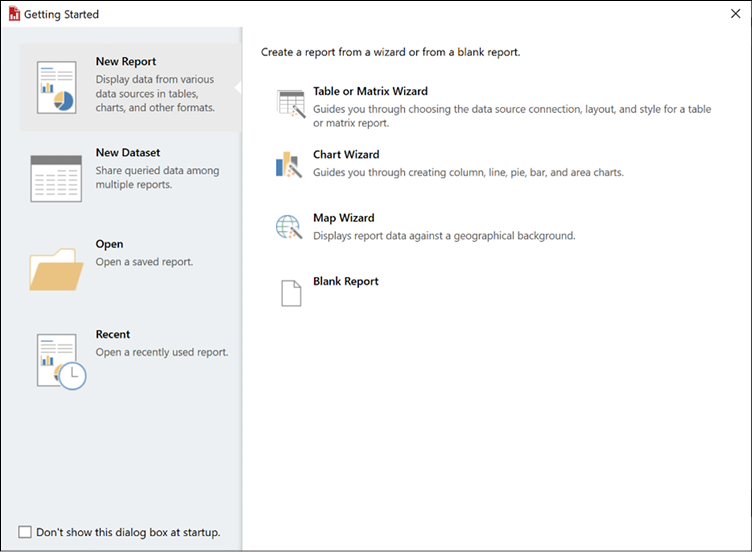 Getting Started
New Report
Display data from various
data sources in tables,
charts, and other formats.
New Dataset
Share queried data among
multiple reports.
Open
Open a saved report.
Recent
Open a recently used report.
Don't show this dialog box at startup.
Create a report from a wizard or from a blank report.
Table or Matrix Wizard
Guides you through choosing the data source connection, layout, and style for a table
or matrix report.
Chart Wizard
Guides you through creating column, line, pie, bar, and area charts.
Map Wizard
Displays report data against a geographical background.
Blank Report